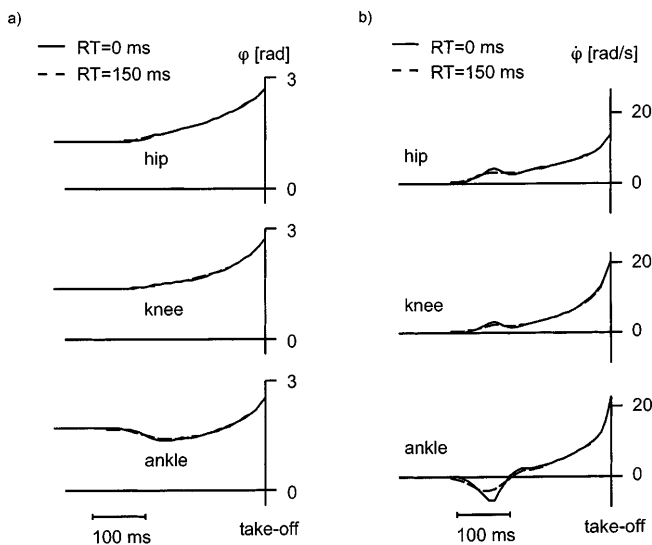 a)
RT=0 ms
φ [rad]
RT=150 ms
3
hip
0
3
knee
0
3
ankle
0
100 ms
take-off
b)
RT=0 ms
φ̇ [rad/s]
RT=150 ms
20
hip
0
20
knee
0
20
ankle
0
100 ms
take-off